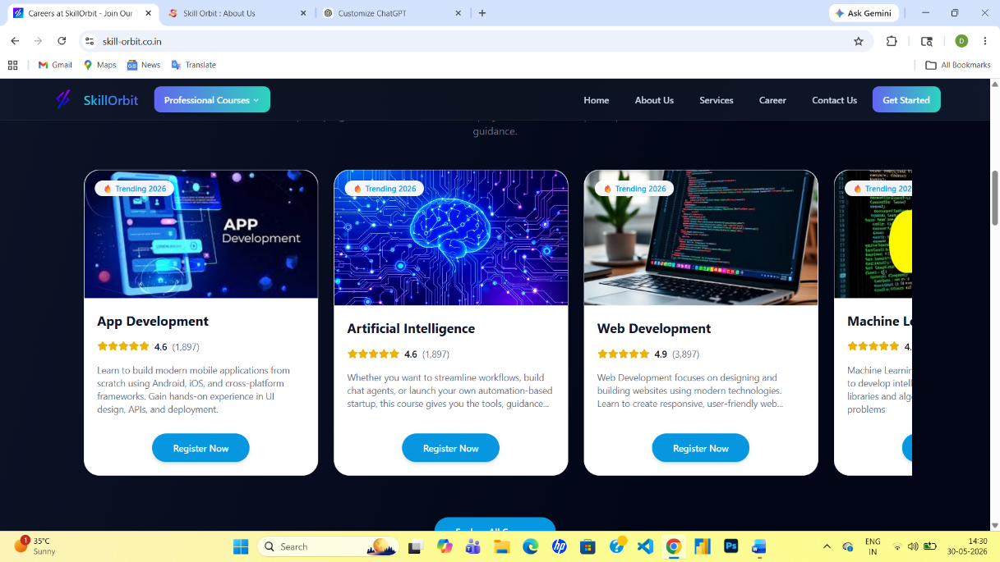 Careers at SkillOrbit - Join Our
Skill Orbit : About Us
Customize ChatGPT
Ask Gemini
skill-orbit.co.in
D
Gmail
Maps
News
Translate
All Bookmarks
SkillOrbit
Professional Courses
Home
About Us
Services
Career
Contact Us
Get Started
guidance.
Trending 2026
APP
Development
App Development
4.6 (1,897)
Learn to build modern mobile applications from
scratch using Android, iOS, and cross-platform
frameworks. Gain hands-on experience in UI
design, APIs, and deployment.
Register Now
Trending 2026
Artificial Intelligence
4.6 (1,897)
Whether you want to streamline workflows, build
chat agents, or launch your own automation-based
startup, this course gives you the tools, guidance...
Register Now
Trending 2026
Web Development
4.9 (3,897)
Web Development focuses on designing and
building websites using modern technologies.
Learn to create responsive, user-friendly web...
Register Now
Trending 202
Machine Le
4.
Machine Learnin
to develop intell
libraries and alg
problems
1
35°C
Sunny
Search
ENG
IN
14:30
30-05-2026